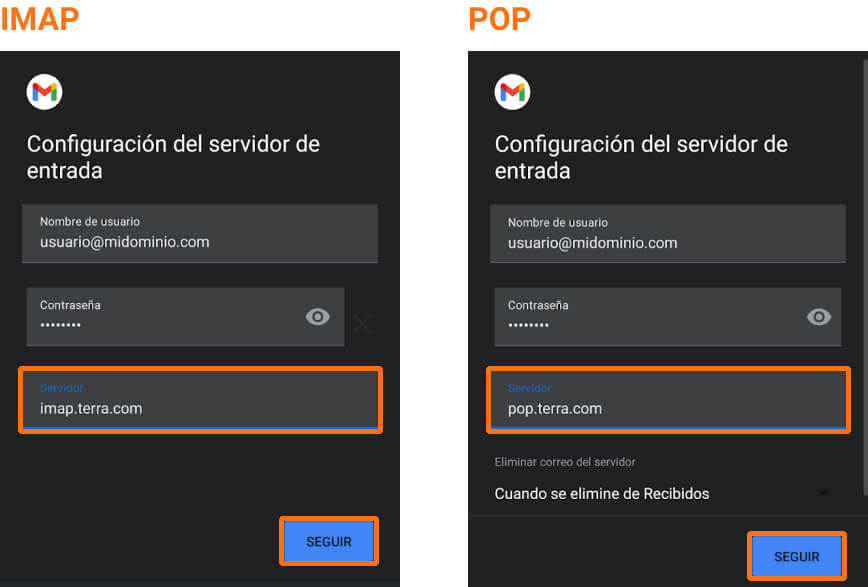 IMAP
Configuración del servidor de
entrada
Nombre de usuario
usuario@midominio.com
Contraseña
••••••••
Servidor
imap.terra.com
SEGUIR
POP
Configuración del servidor de
entrada
Nombre de usuario
usuario@midominio.com
Contraseña
••••••••
Servidor
pop.terra.com
Eliminar correo del servidor
Cuando se elimine de Recibidos
SEGUIR